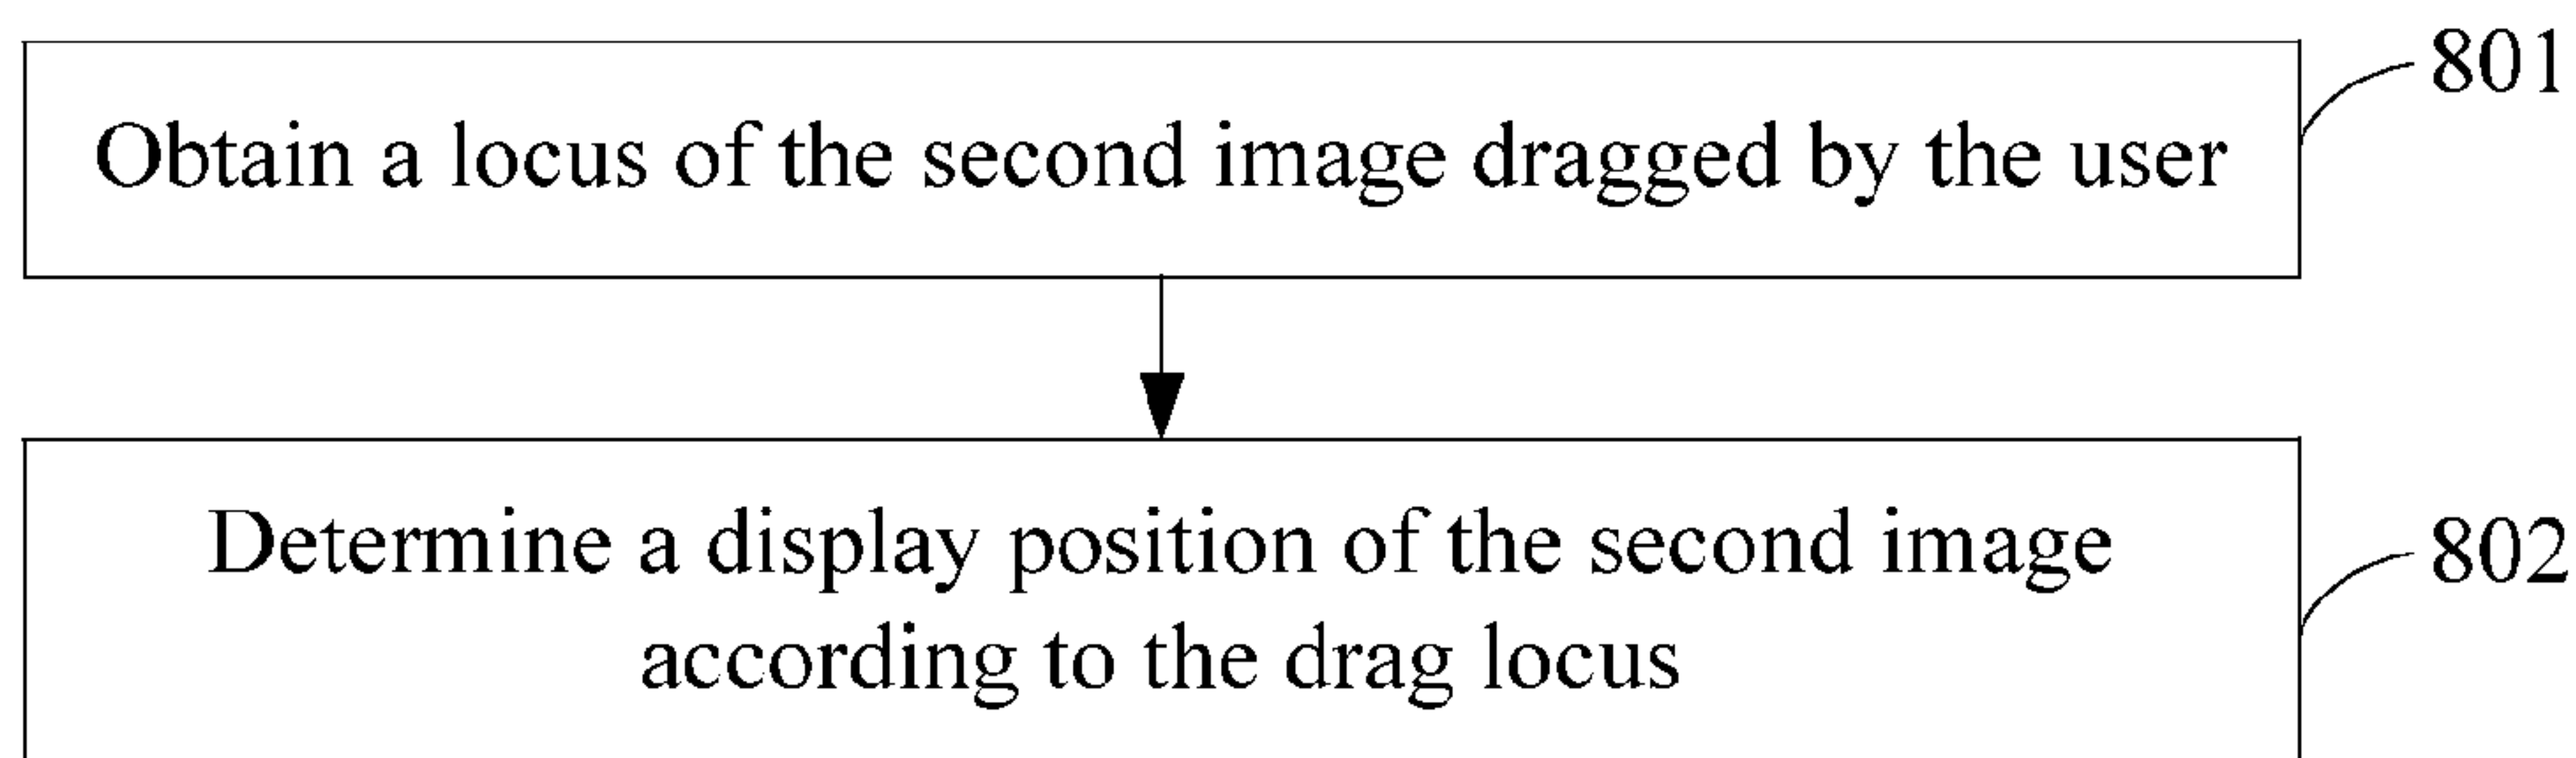 801
Obtain a locus of the second image dragged by the user
Determine a display position of the second image
802
according to the drag locus